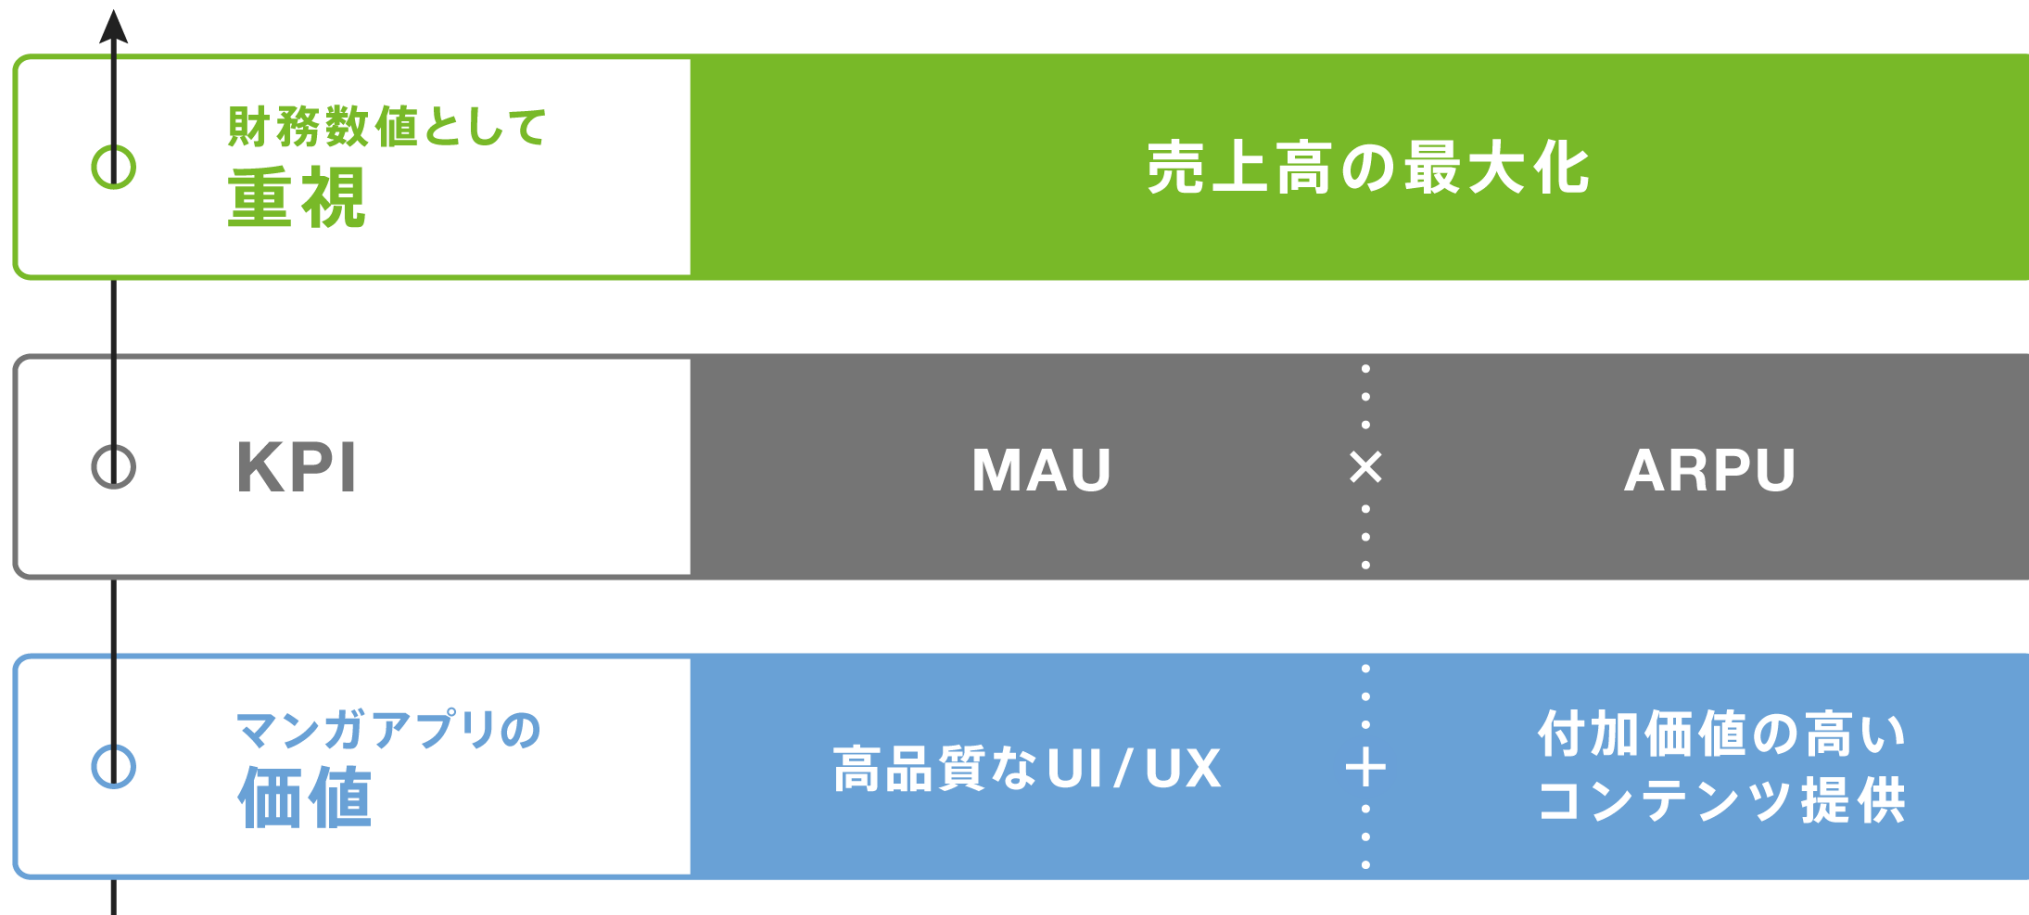 財務数値として
重視
売上高の最大化
KPI
MAU
×
ARPU
マンガアプリの
価値
高品質なUI/UX
+
付加価値の高い
コンテンツ提供